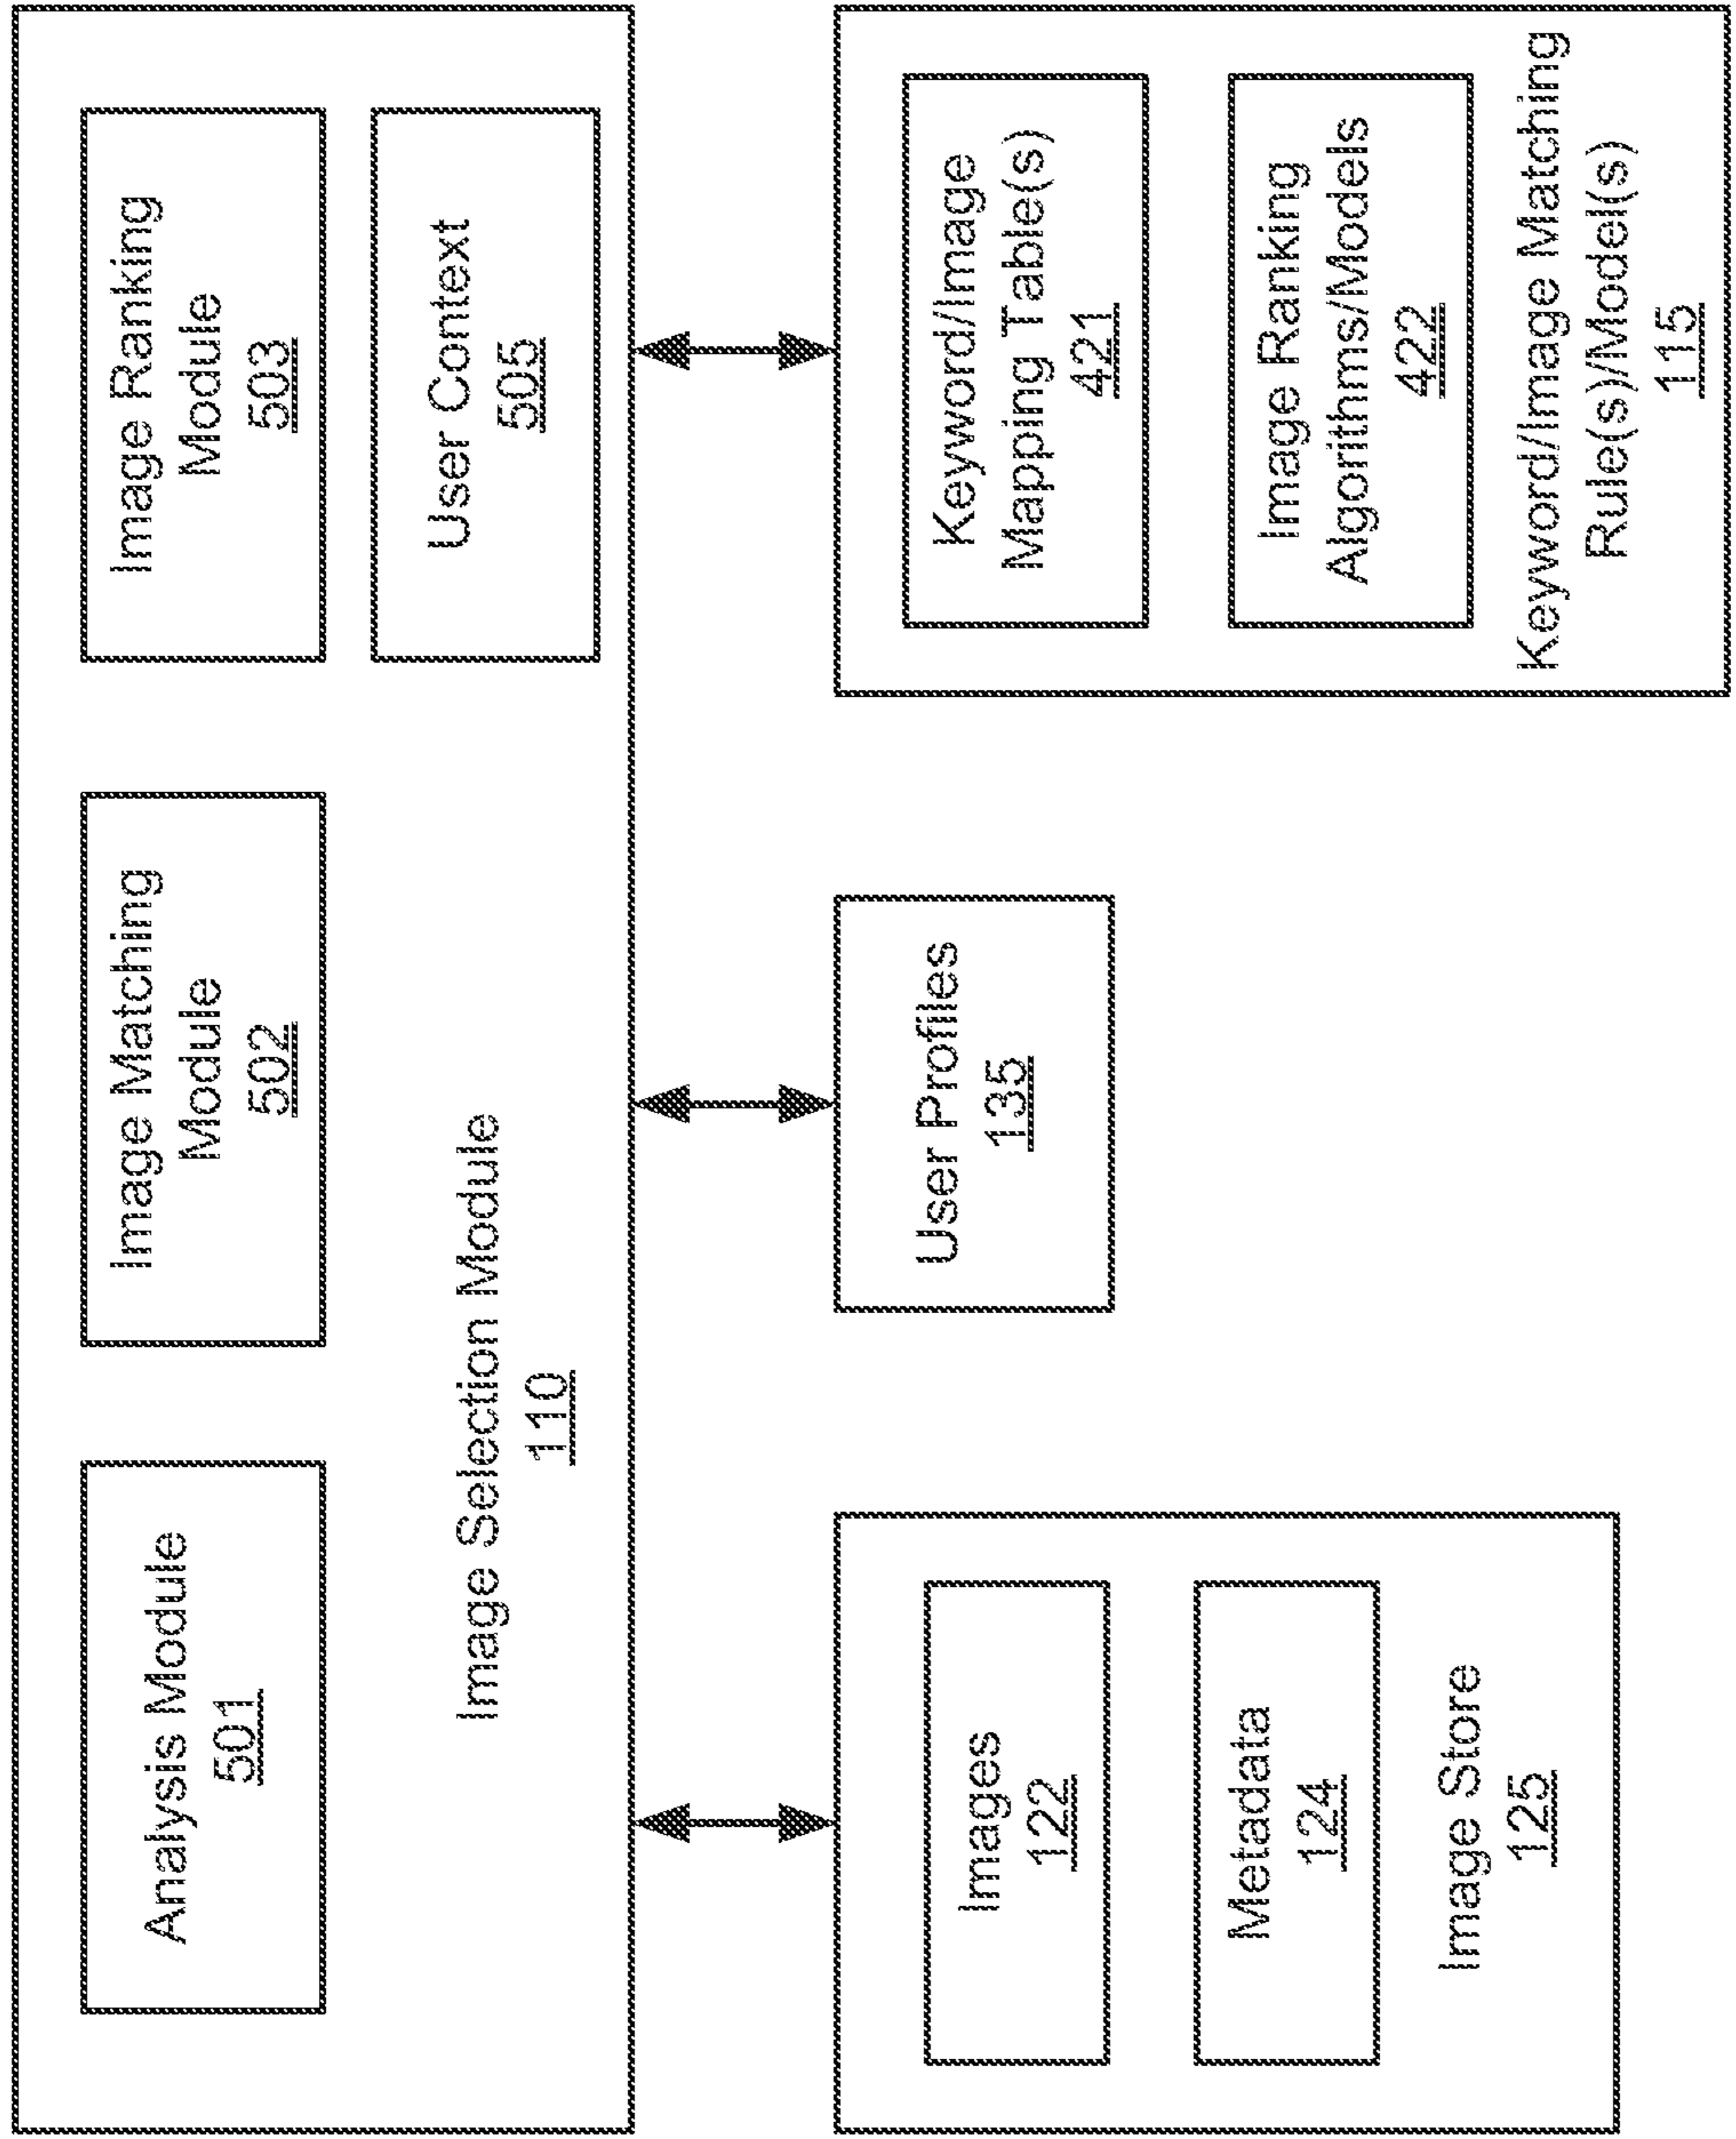 Analysis Module
501
Image Matching
Module
502
Image Ranking
Module
503
User Context
505
Image Selection Module
110
Images
122
Metadata
124
Image Store
125
User Profiles
135
Keyword/Image
Mapping Table(s)
421
Image Ranking
Algorithms/Models
422
Keyword/Image Matching
Rule(s)/Model(s)
115